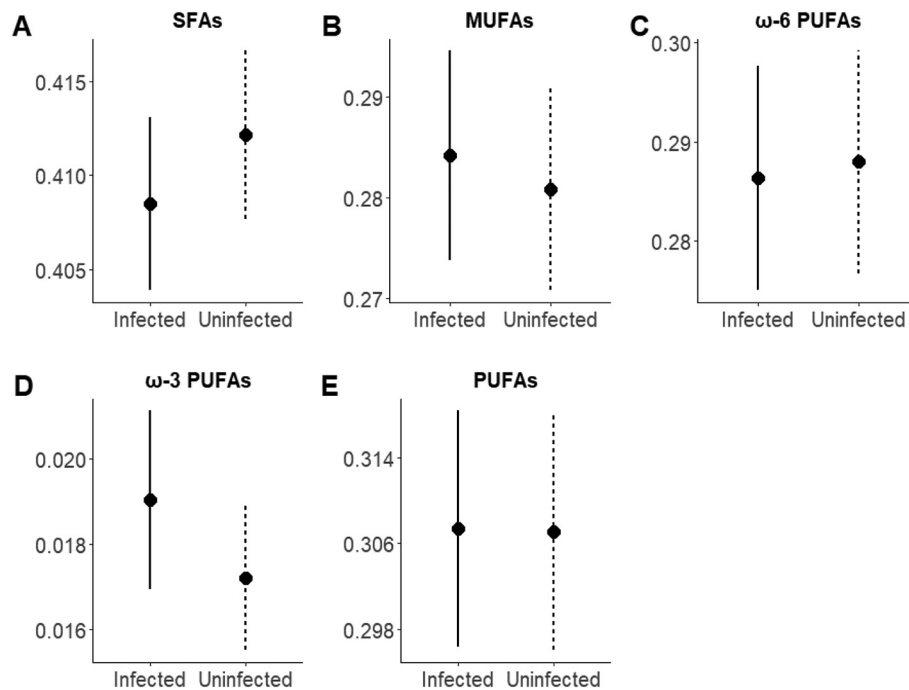 A SFAs
0.415
0.410
0.405
Infected Uninfected
B MUFAs
0.29
0.28
0.27
Infected Uninfected
C ω-6 PUFAs
0.30
0.29
0.28
Infected Uninfected
D ω-3 PUFAs
0.020
0.018
0.016
Infected Uninfected
E PUFAs
0.314
0.306
0.298
Infected Uninfected